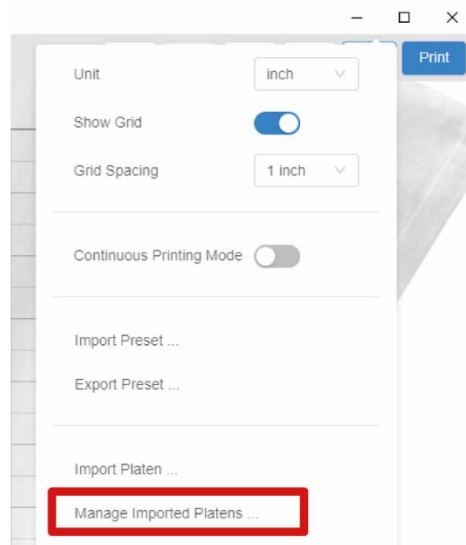 Print
Unit inch
Show Grid
Grid Spacing 1 inch
Continuous Printing Mode
Import Preset ...
Export Preset ...
Import Platen ...
Manage Imported Platens ...